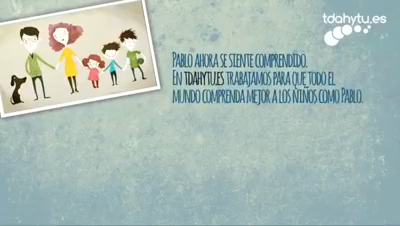 tdahytu.es
PABLO AHORA SE SIENTE COMPRENDIDO.
EN TDAHYTU.ES TRABAJAMOS PARA QUE TODO EL
MUNDO COMPRENDA MEJOR A LOS NIÑOS COMO PABLO.